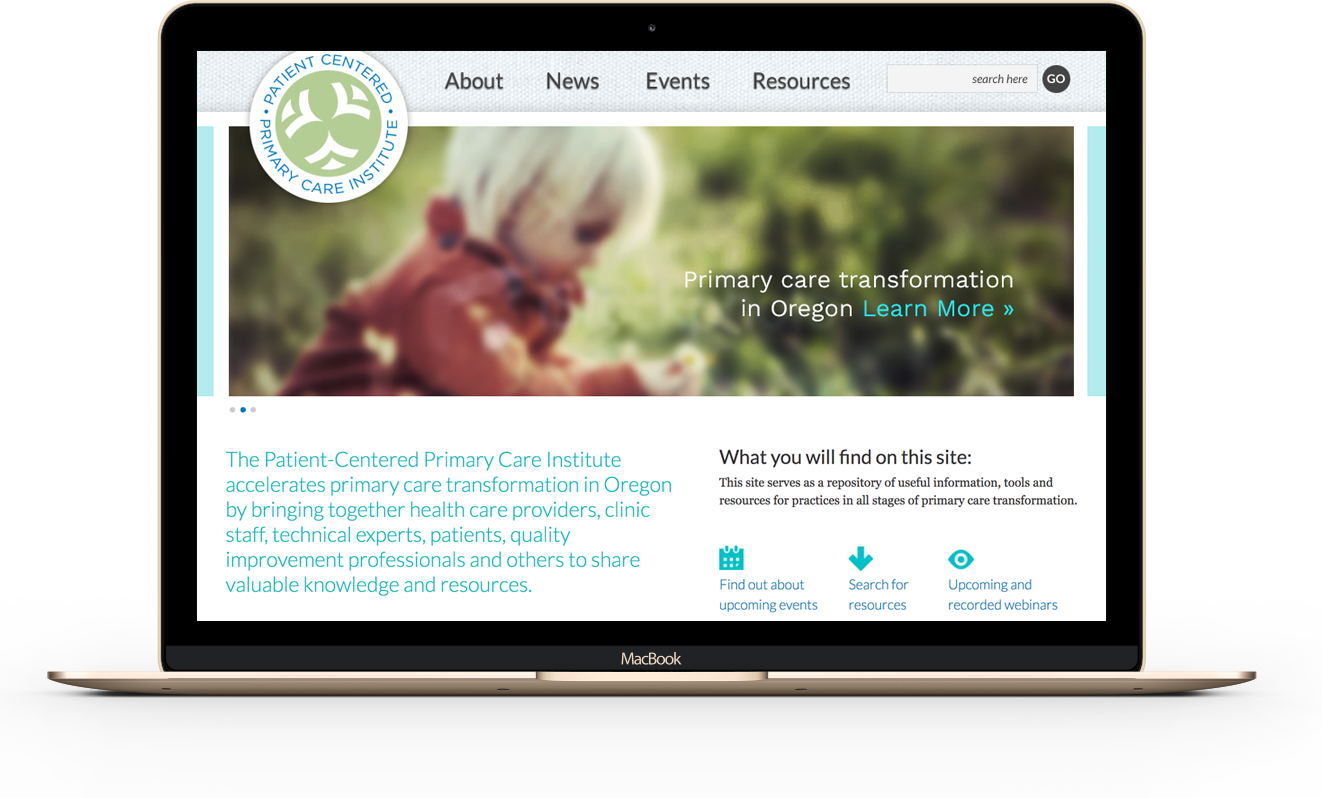 PATIENT CENTERED
PRIMARY CARE INSTITUTE
About News Events Resources
search here GO
Primary care transformation
in Oregon Learn More »
The Patient-Centered Primary Care Institute
accelerates primary care transformation in Oregon
by bringing together health care providers, clinic
staff, technical experts, patients, quality
improvement professionals and others to share
valuable knowledge and resources.
What you will find on this site:
This site serves as a repository of useful information, tools and
resources for practices in all stages of primary care transformation.
Find out about
upcoming events
Search for
resources
Upcoming and
recorded webinars
MacBook